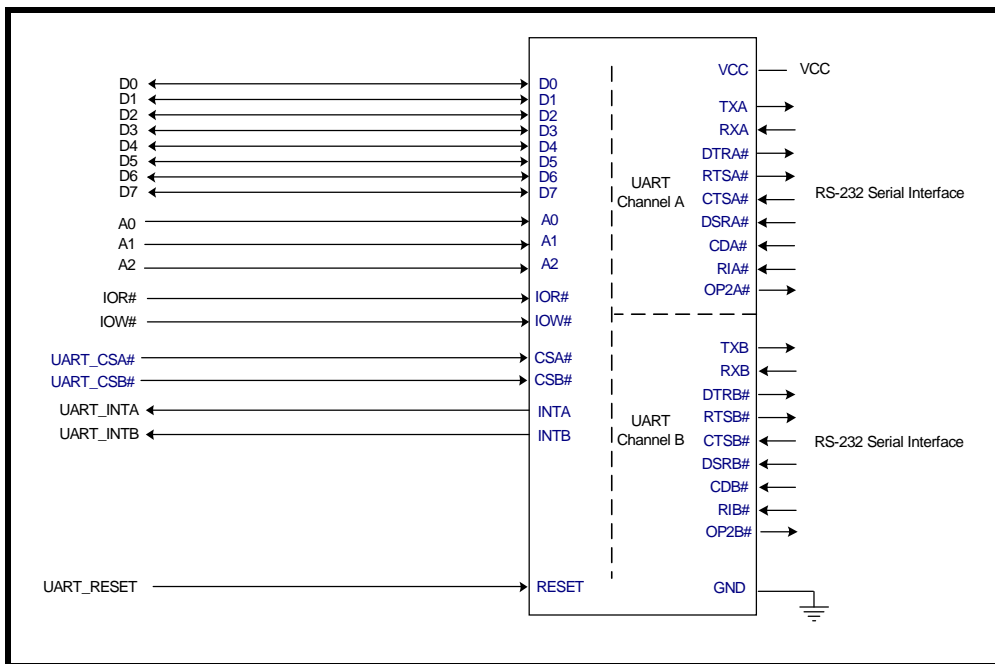 D0
D1
D2
D3
D4
D5
D6
D7
A0
A1
A2
IOR#
IOW#
UART_CSA#
UART_CSB#
UART_INTA
UART_INTB
UART_RESET
D0
D1
D2
D3
D4
D5
D6
D7
A0
A1
A2
IOR#
IOW#
CSA#
CSB#
INTA
INTB
RESET
UART
Channel A
UART
Channel B
VCC
TXA
RXA
DTRA#
RTSA#
CTSA#
DSRA#
CDA#
RIA#
OP2A#
TXB
RXB
DTRB#
RTSB#
CTSB#
DSRB#
CDB#
RIB#
OP2B#
GND
VCC
RS-232 Serial Interface
RS-232 Serial Interface